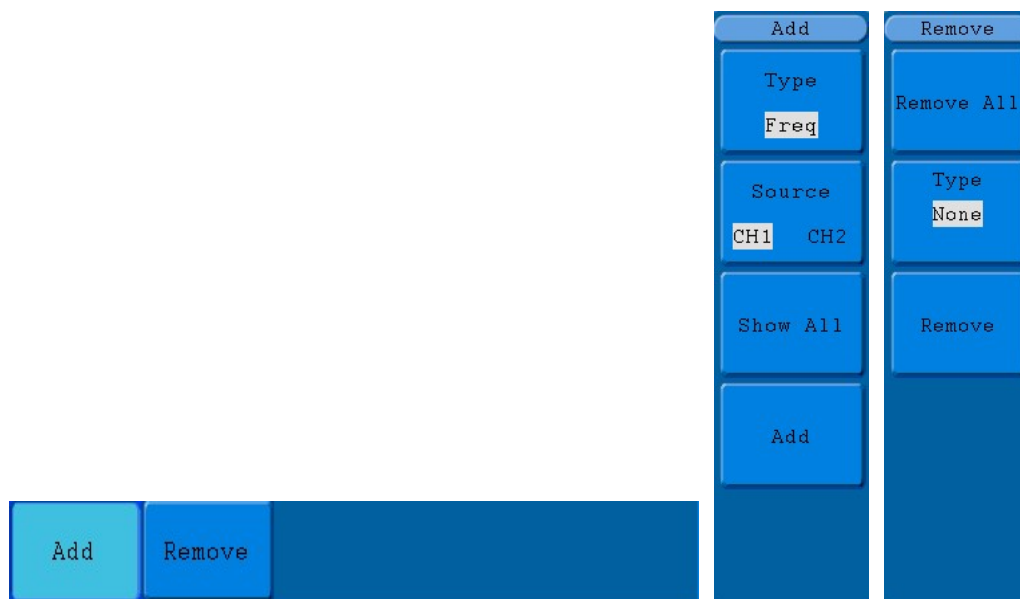 Add
Type
Freq
Source
CH1 CH2
Show All
Add
Remove
Remove All
Type
None
Remove
Add Remove